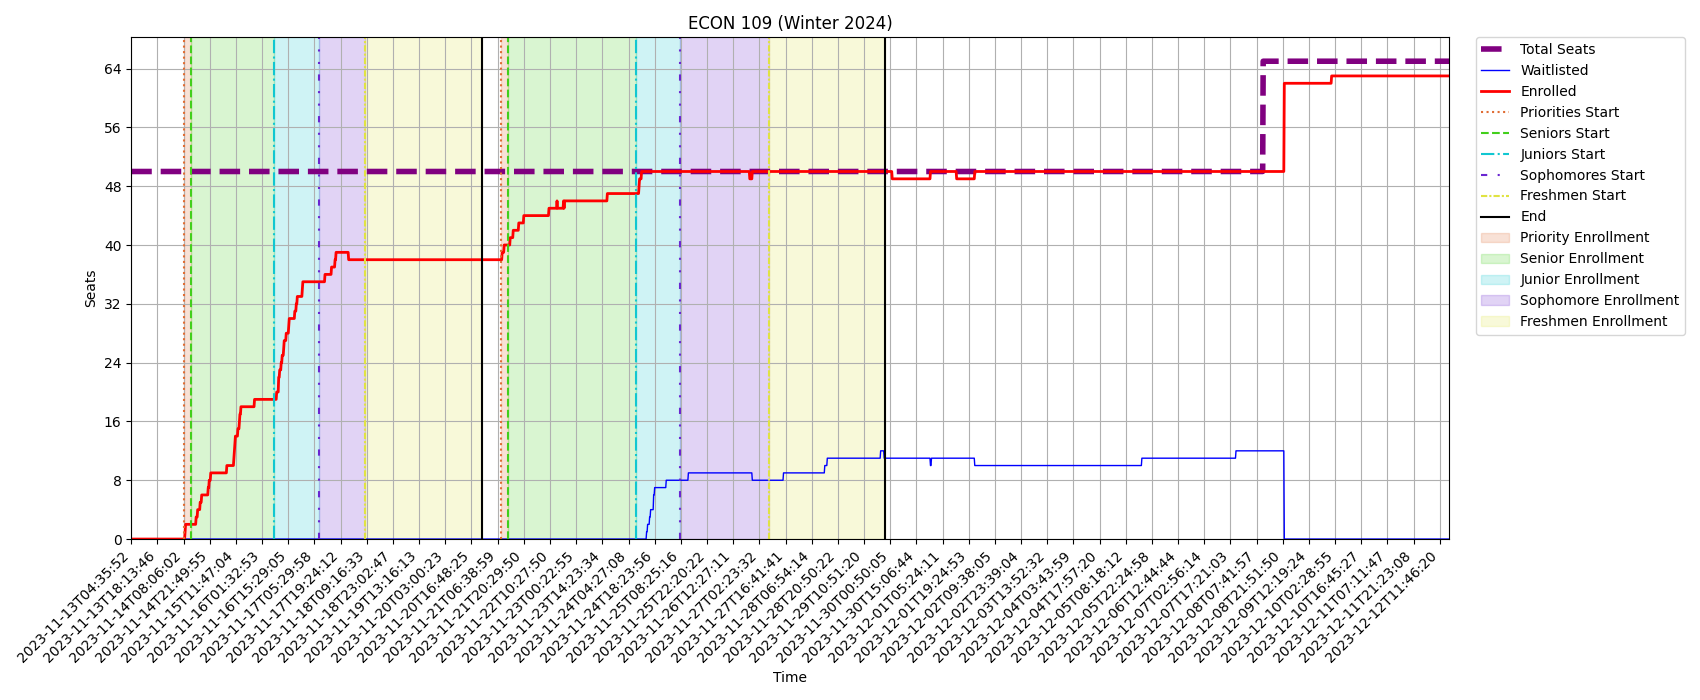 ECON 109 (Winter 2024)
64
56
48
40
32
24
16
8
0
Seats
2023-11-13T04:35:52
2023-11-13T18:13:46
2023-11-14T08:06:02
2023-11-14T21:49:55
2023-11-15T11:47:04
2023-11-16T01:32:53
2023-11-16T15:29:05
2023-11-17T05:29:58
2023-11-17T19:24:12
2023-11-18T09:16:33
2023-11-18T23:02:47
2023-11-19T13:16:13
2023-11-20T03:00:23
2023-11-20T16:48:25
2023-11-21T06:38:59
2023-11-21T20:29:50
2023-11-22T10:27:50
2023-11-23T00:22:55
2023-11-23T14:23:34
2023-11-24T04:27:08
2023-11-24T18:23:56
2023-11-25T08:25:16
2023-11-25T22:20:22
2023-11-26T12:27:11
2023-11-27T02:23:32
2023-11-27T16:41:41
2023-11-28T06:54:14
2023-11-28T20:50:22
2023-11-29T10:51:20
2023-11-30T00:50:05
2023-11-30T15:06:44
2023-12-01T05:24:11
2023-12-01T19:24:53
2023-12-02T09:38:05
2023-12-02T23:39:04
2023-12-03T13:52:32
2023-12-04T03:43:59
2023-12-04T17:57:20
2023-12-05T08:18:12
2023-12-05T22:24:58
2023-12-06T12:44:44
2023-12-07T02:56:14
2023-12-07T17:21:03
2023-12-08T07:41:57
2023-12-08T21:51:50
2023-12-09T12:19:24
2023-12-10T02:28:55
2023-12-10T16:45:27
2023-12-11T07:11:47
2023-12-11T21:23:08
2023-12-12T11:46:20
Time
Total Seats
Waitlisted
Enrolled
Priorities Start
Seniors Start
Juniors Start
Sophomores Start
Freshmen Start
End
Priority Enrollment
Senior Enrollment
Junior Enrollment
Sophomore Enrollment
Freshmen Enrollment